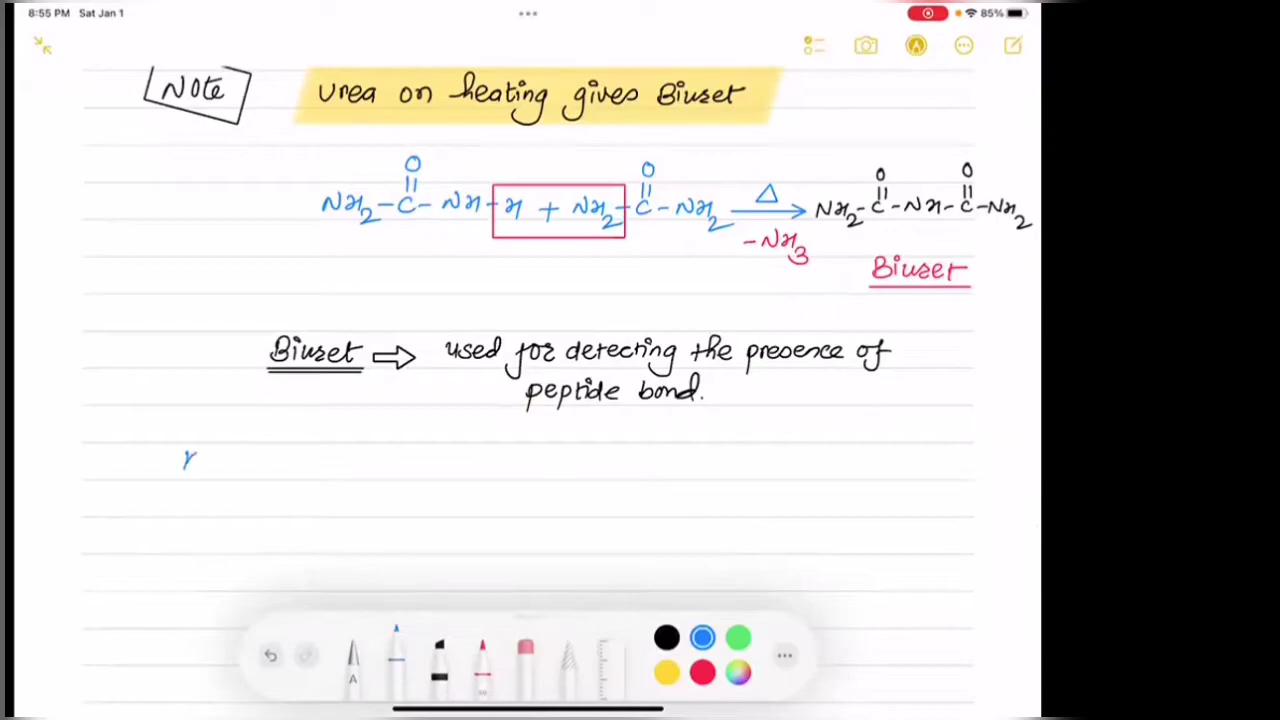 8:55 PM Sat Jan 1
85%
Note
Urea on heating gives Biuret
O O O O
NH2-C-NH-H + NH2-C-NH2 Δ NH2-C-NH-C-NH2
-NH3
Biuret
Biuret ⇒ used for detecting the presence of
peptide bond.
A